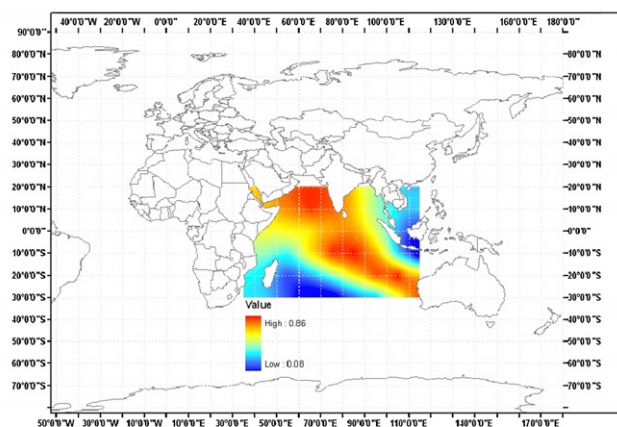 40°0'0"W 20°0'0"W 0°0'0" 20°0'0"E 40°0'0"E 60°0'0"E 80°0'0"E 100°0'0"E 120°0'0"E 140°0'0"E 160°0'0"E 180°0'0"
90°0'0"N
80°0'0"N 80°0'0"N
70°0'0"N 70°0'0"N
60°0'0"N 60°0'0"N
50°0'0"N 50°0'0"N
40°0'0"N 40°0'0"N
30°0'0"N 30°0'0"N
20°0'0"N 20°0'0"N
10°0'0"N 10°0'0"N
0°0'0" 0°0'0"
10°0'0"S 10°0'0"S
20°0'0"S 20°0'0"S
30°0'0"S 30°0'0"S
40°0'0"S 40°0'0"S
50°0'0"S 50°0'0"S
60°0'0"S 60°0'0"S
70°0'0"S 70°0'0"S
80°0'0"S
Value
High : 0.86
Low : 0.08
50°0'0"W 30°0'0"W 10°0'0"W 10°0'0"E 30°0'0"E 50°0'0"E 70°0'0"E 90°0'0"E 110°0'0"E 140°0'0"E 170°0'0"E